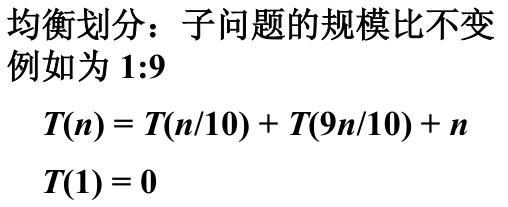 均衡划分：子问题的规模比不变
例如为 1:9
T(n) = T(n/10) + T(9n/10) + n
T(1) = 0